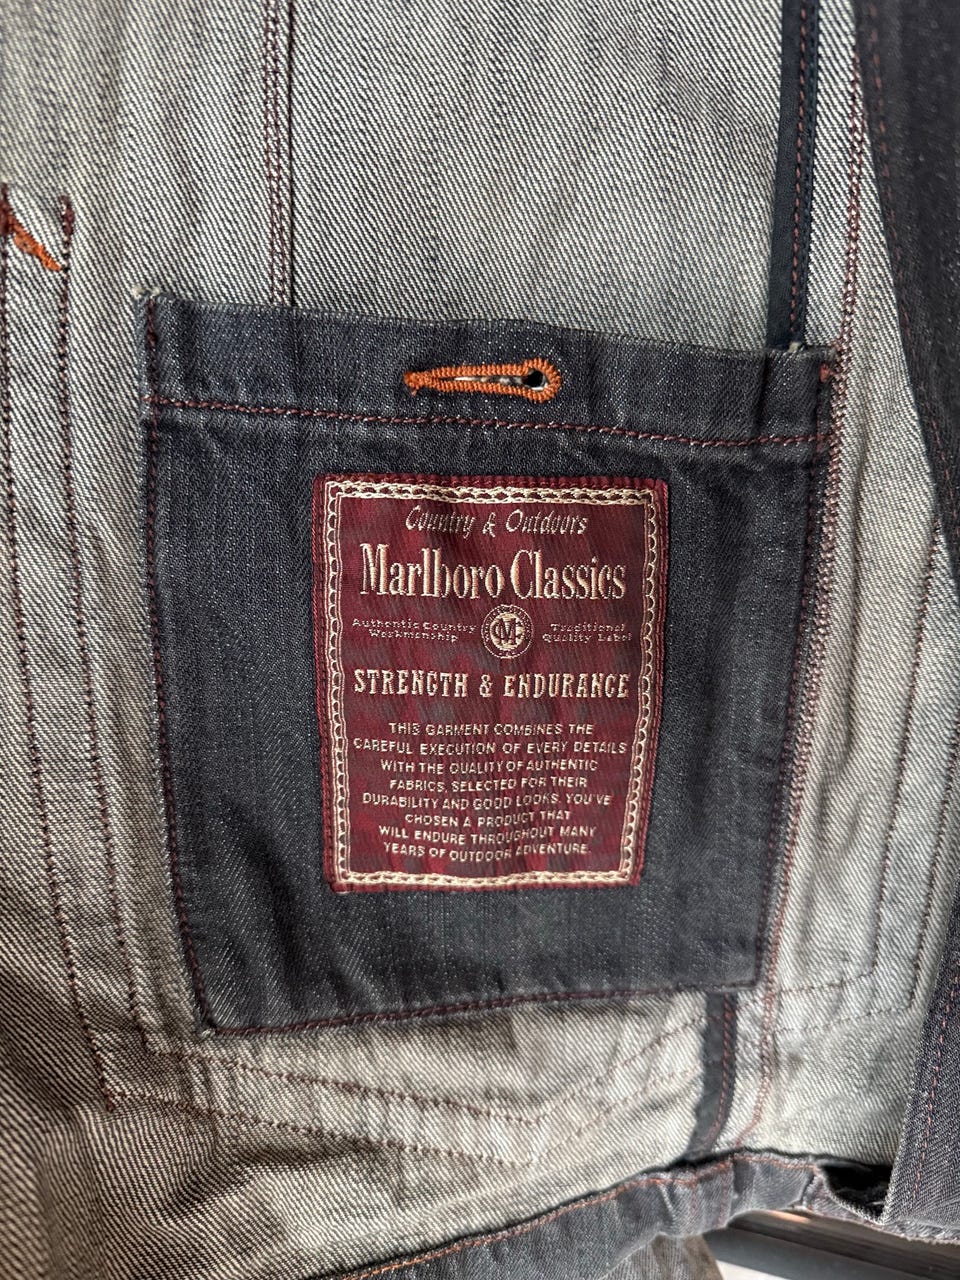 Country & Outdoors
Marlboro Classics
Authentic Country Traditional
Workmanship Quality Label
MC
STRENGTH & ENDURANCE
THIS GARMENT COMBINES THE
CAREFUL EXECUTION OF EVERY DETAILS
WITH THE QUALITY OF AUTHENTIC
FABRICS, SELECTED FOR THEIR
DURABILITY AND GOOD LOOKS. YOU'VE
CHOSEN A PRODUCT THAT
WILL ENDURE THROUGHOUT MANY
YEARS OF OUTDOOR ADVENTURE.